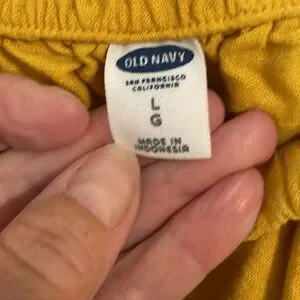 OLD NAVY
SAN FRANCISCO
CALIFORNIA
L
G
MADE IN
INDONESIA